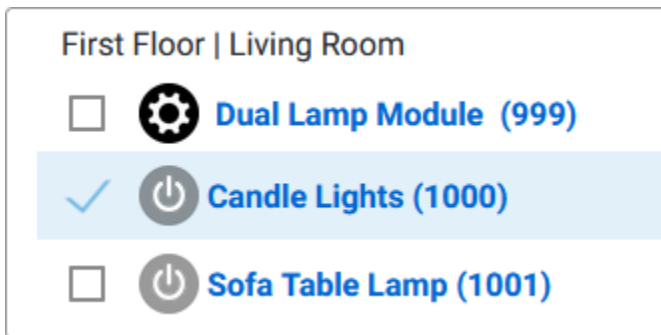 First Floor | Living Room
Dual Lamp Module (999)
Candle Lights (1000)
Sofa Table Lamp (1001)